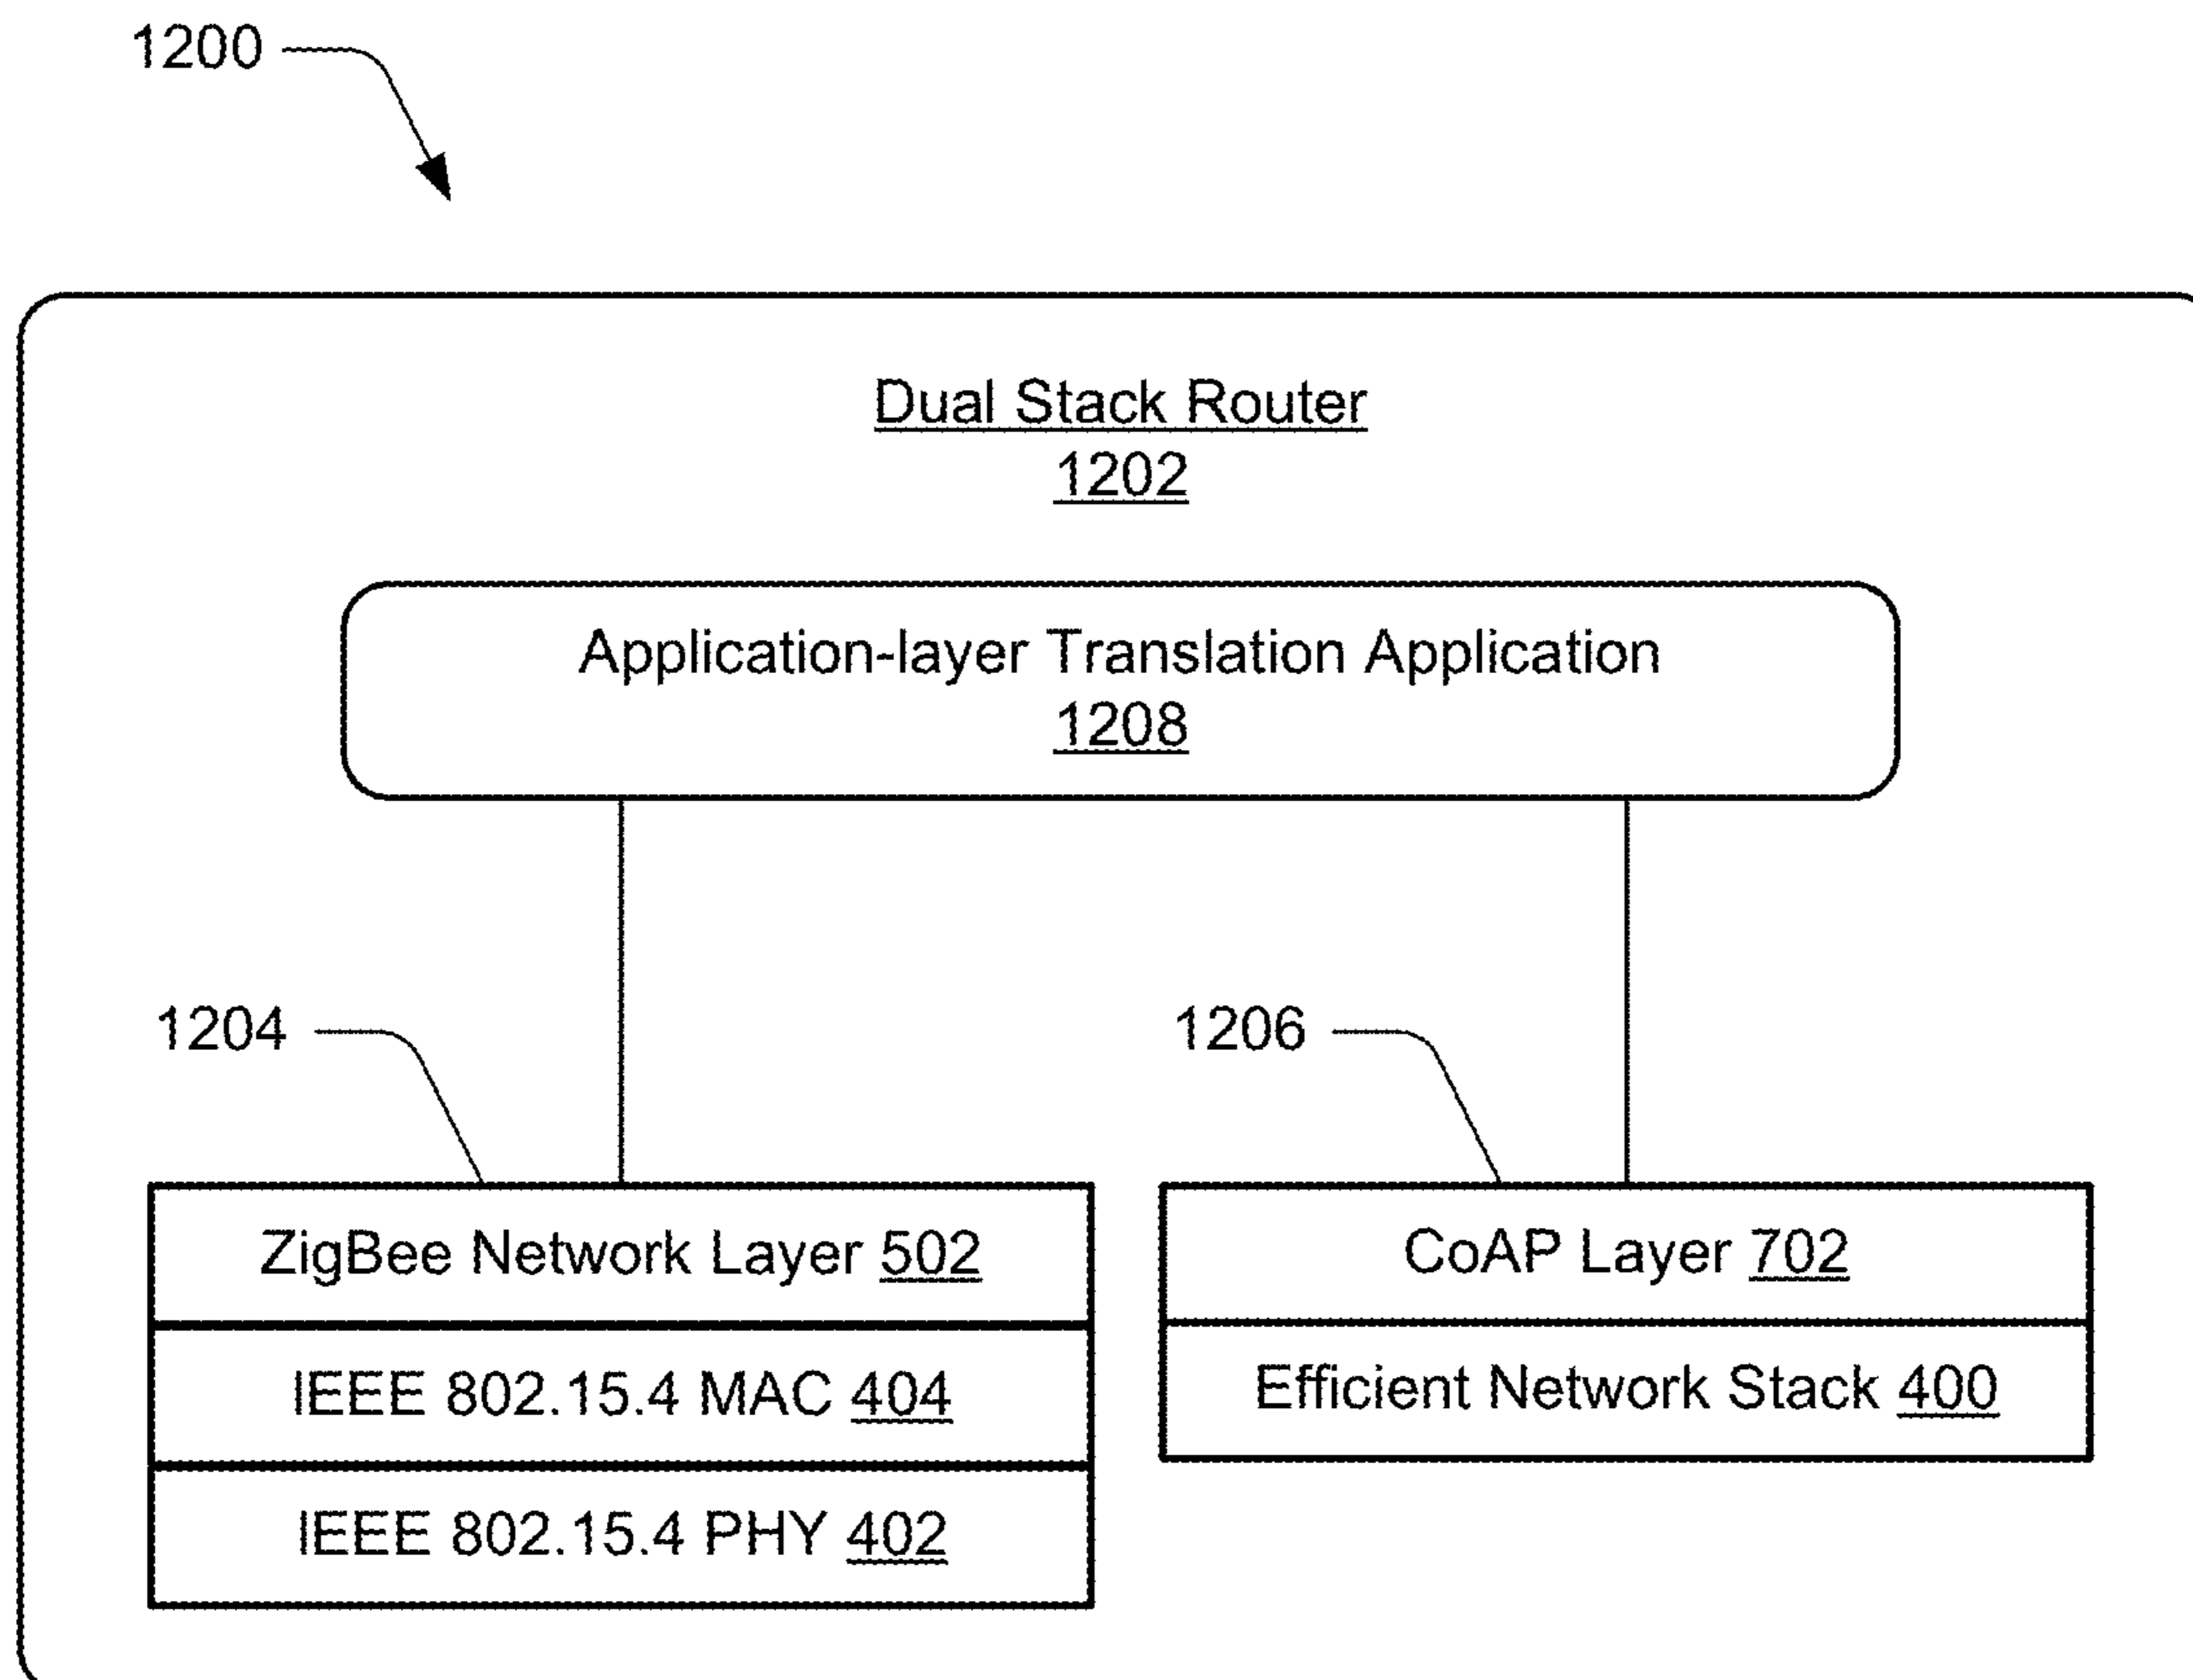 1200
Dual Stack Router
1202
Application-layer Translation Application
1208
1204
1206
ZigBee Network Layer 502
IEEE 802.15.4 MAC 404
IEEE 802.15.4 PHY 402
CoAP Layer 702
Efficient Network Stack 400